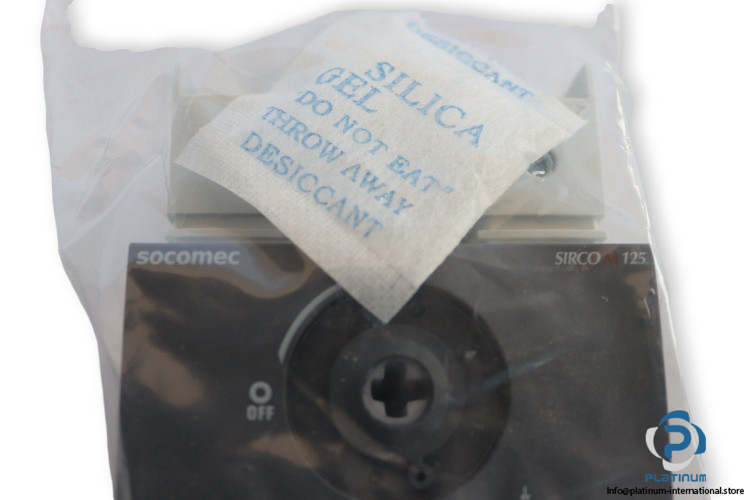 DESICCANT
SILICA
GEL
"DO NOT EAT"
THROW AWAY
DESICCANT
socomec
SIRCO M 125
OFF
PLATINUM
Info@platinum-international.store